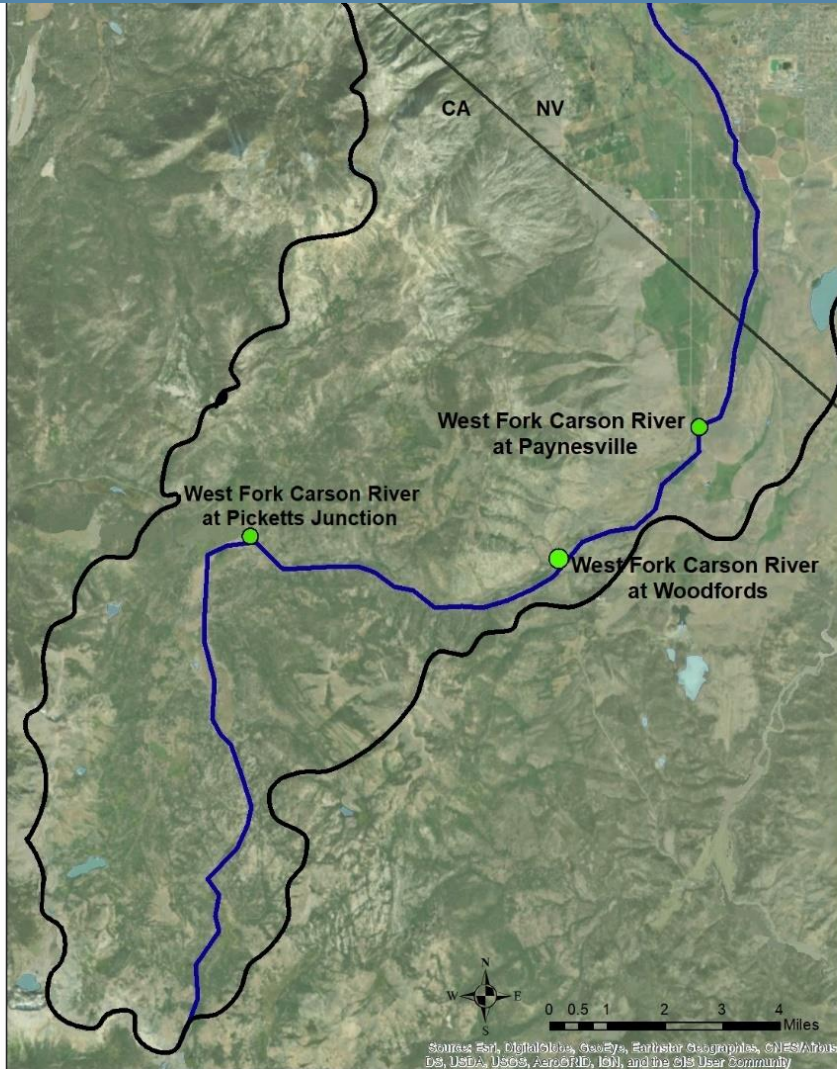 CA
NV
West Fork Carson River
at Paynesville
West Fork Carson River
at Picketts Junction
West Fork Carson River
at Woodfords
N
W
E
S
0 0.5 1 2 3 4
Miles
Sources: Esri, DigitalGlobe, GeoEye, Earthstar Geographics, CNES/Airbus
DS, USDA, USGS, AeroGRID, IGN, and the GIS User Community